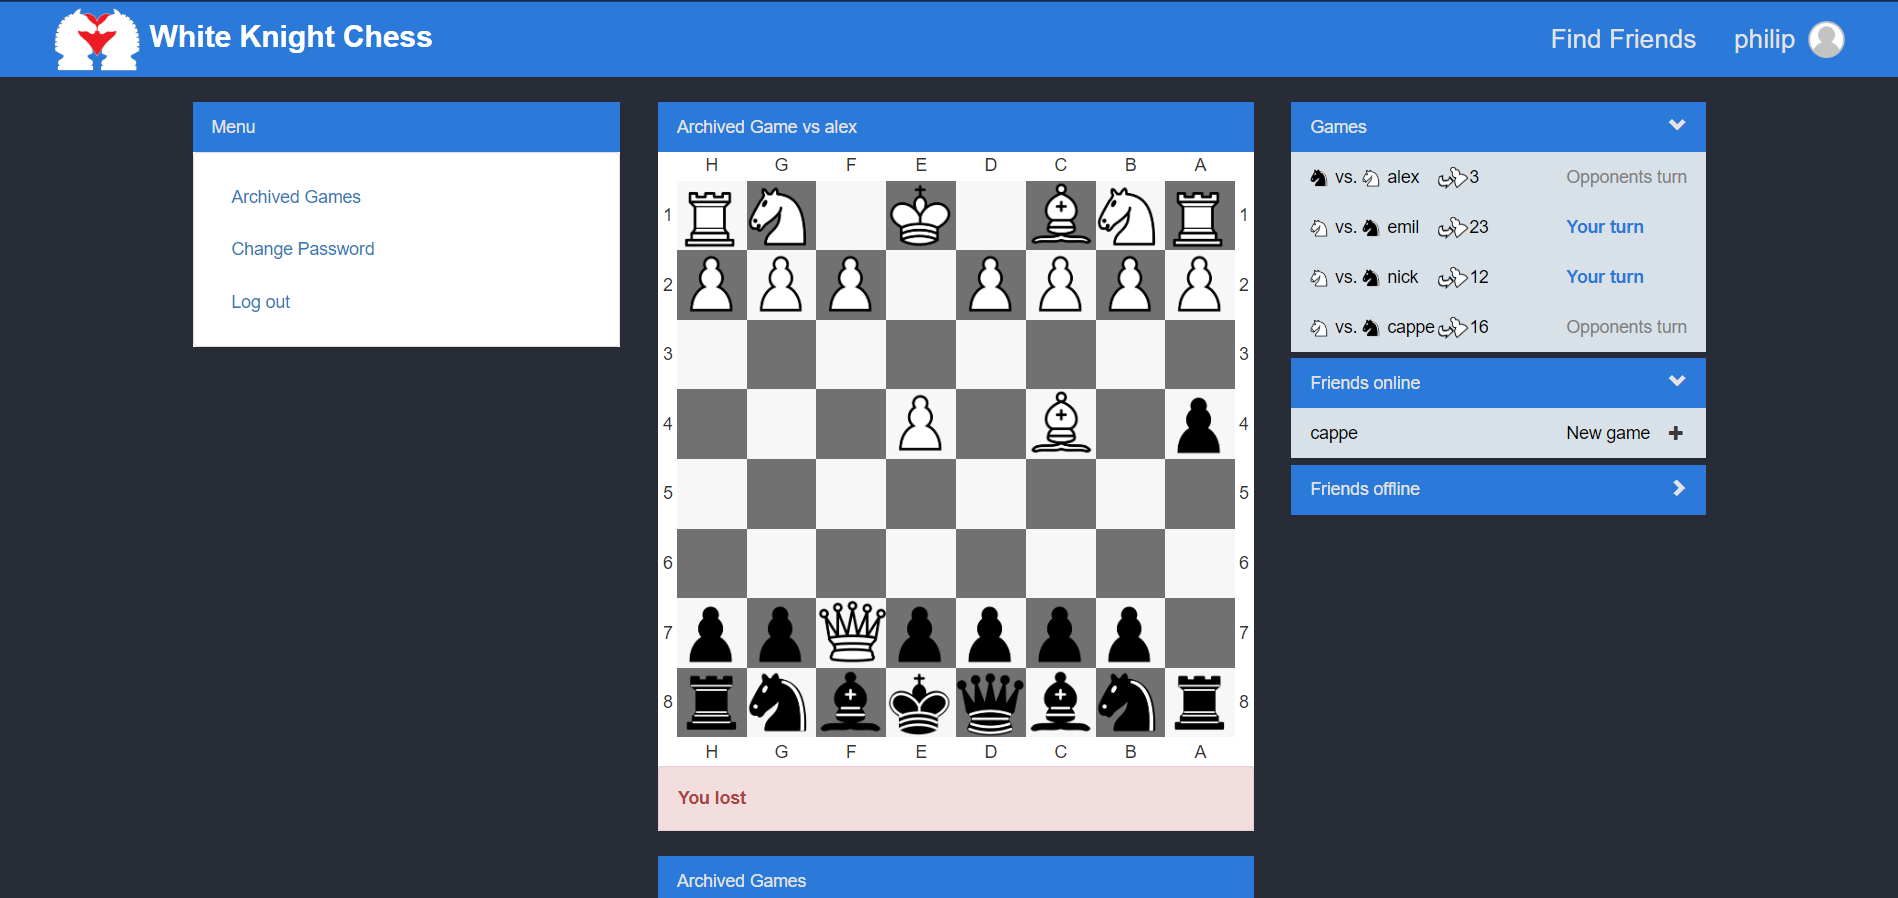 White Knight Chess
Find Friends philip
Menu
Archived Games
Change Password
Log out
Archived Game vs alex
H G F E D C B A
1 1
2 2
3 3
4 4
5 5
6 6
7 7
8 8
H G F E D C B A
You lost
Archived Games
Games
vs. alex 3 Opponents turn
vs. emil 23 Your turn
vs. nick 12 Your turn
vs. cappe 16 Opponents turn
Friends online
cappe New game
Friends offline